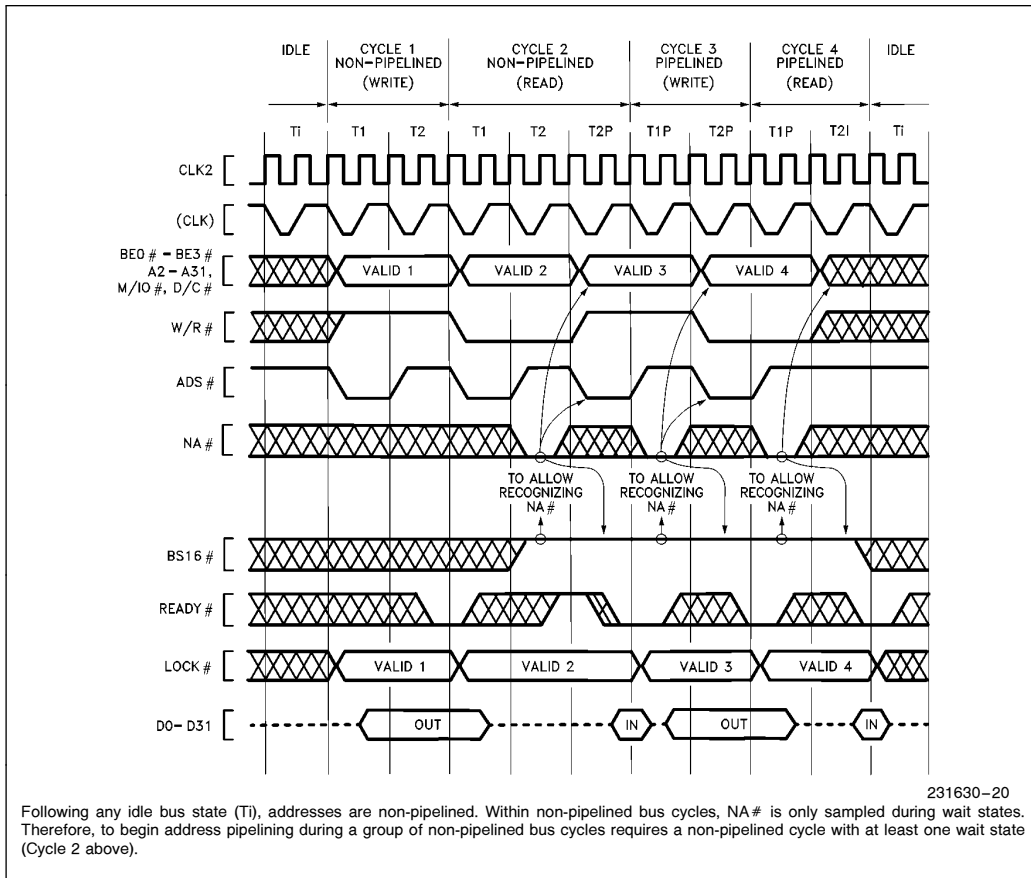 IDLE
CYCLE 1
NON-PIPELINED
(WRITE)
CYCLE 2
NON-PIPELINED
(READ)
CYCLE 3
PIPELINED
(WRITE)
CYCLE 4
PIPELINED
(READ)
IDLE
Ti T1 T2 T1 T2 T2P T1P T2P T1P T2I Ti
CLK2
(CLK)
BE0 # - BE3 #
A2 - A31,
M/IO #, D/C #
VALID 1 VALID 2 VALID 3 VALID 4
W/R #
ADS #
NA #
TO ALLOW
RECOGNIZING
NA #
TO ALLOW
RECOGNIZING
NA #
TO ALLOW
RECOGNIZING
NA #
BS16 #
READY #
LOCK #
VALID 1 VALID 2 VALID 3 VALID 4
D0 - D31
OUT IN OUT IN
231630-20
Following any idle bus state (Ti), addresses are non-pipelined. Within non-pipelined bus cycles, NA# is only sampled during wait states.
Therefore, to begin address pipelining during a group of non-pipelined bus cycles requires a non-pipelined cycle with at least one wait state
(Cycle 2 above).